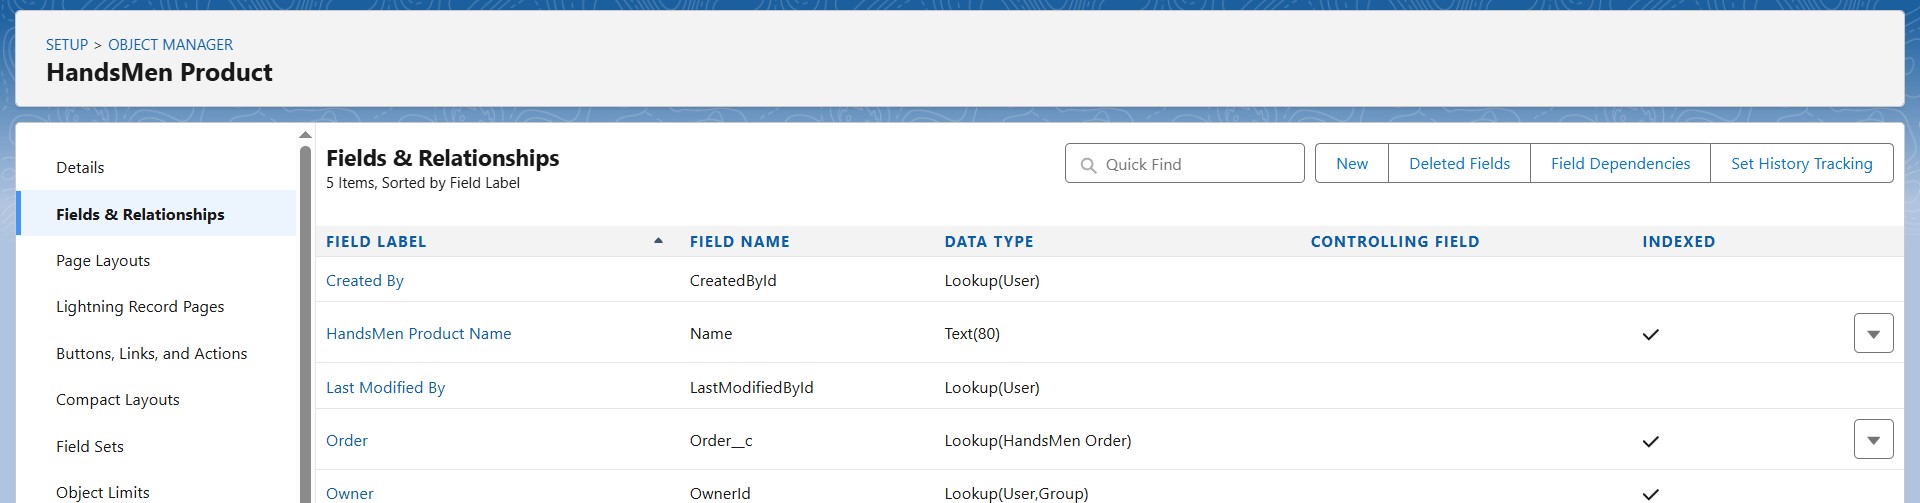 SETUP > OBJECT MANAGER
HandsMen Product
Details
Fields & Relationships
Page Layouts
Lightning Record Pages
Buttons, Links, and Actions
Compact Layouts
Field Sets
Object Limits
Fields & Relationships
5 Items, Sorted by Field Label
Quick Find
New
Deleted Fields
Field Dependencies
Set History Tracking
FIELD LABEL FIELD NAME DATA TYPE CONTROLLING FIELD INDEXED
Created By CreatedById Lookup(User)
HandsMen Product Name Name Text(80)
Last Modified By LastModifiedById Lookup(User)
Order Order__c Lookup(HandsMen Order)
Owner OwnerId Lookup(User,Group)